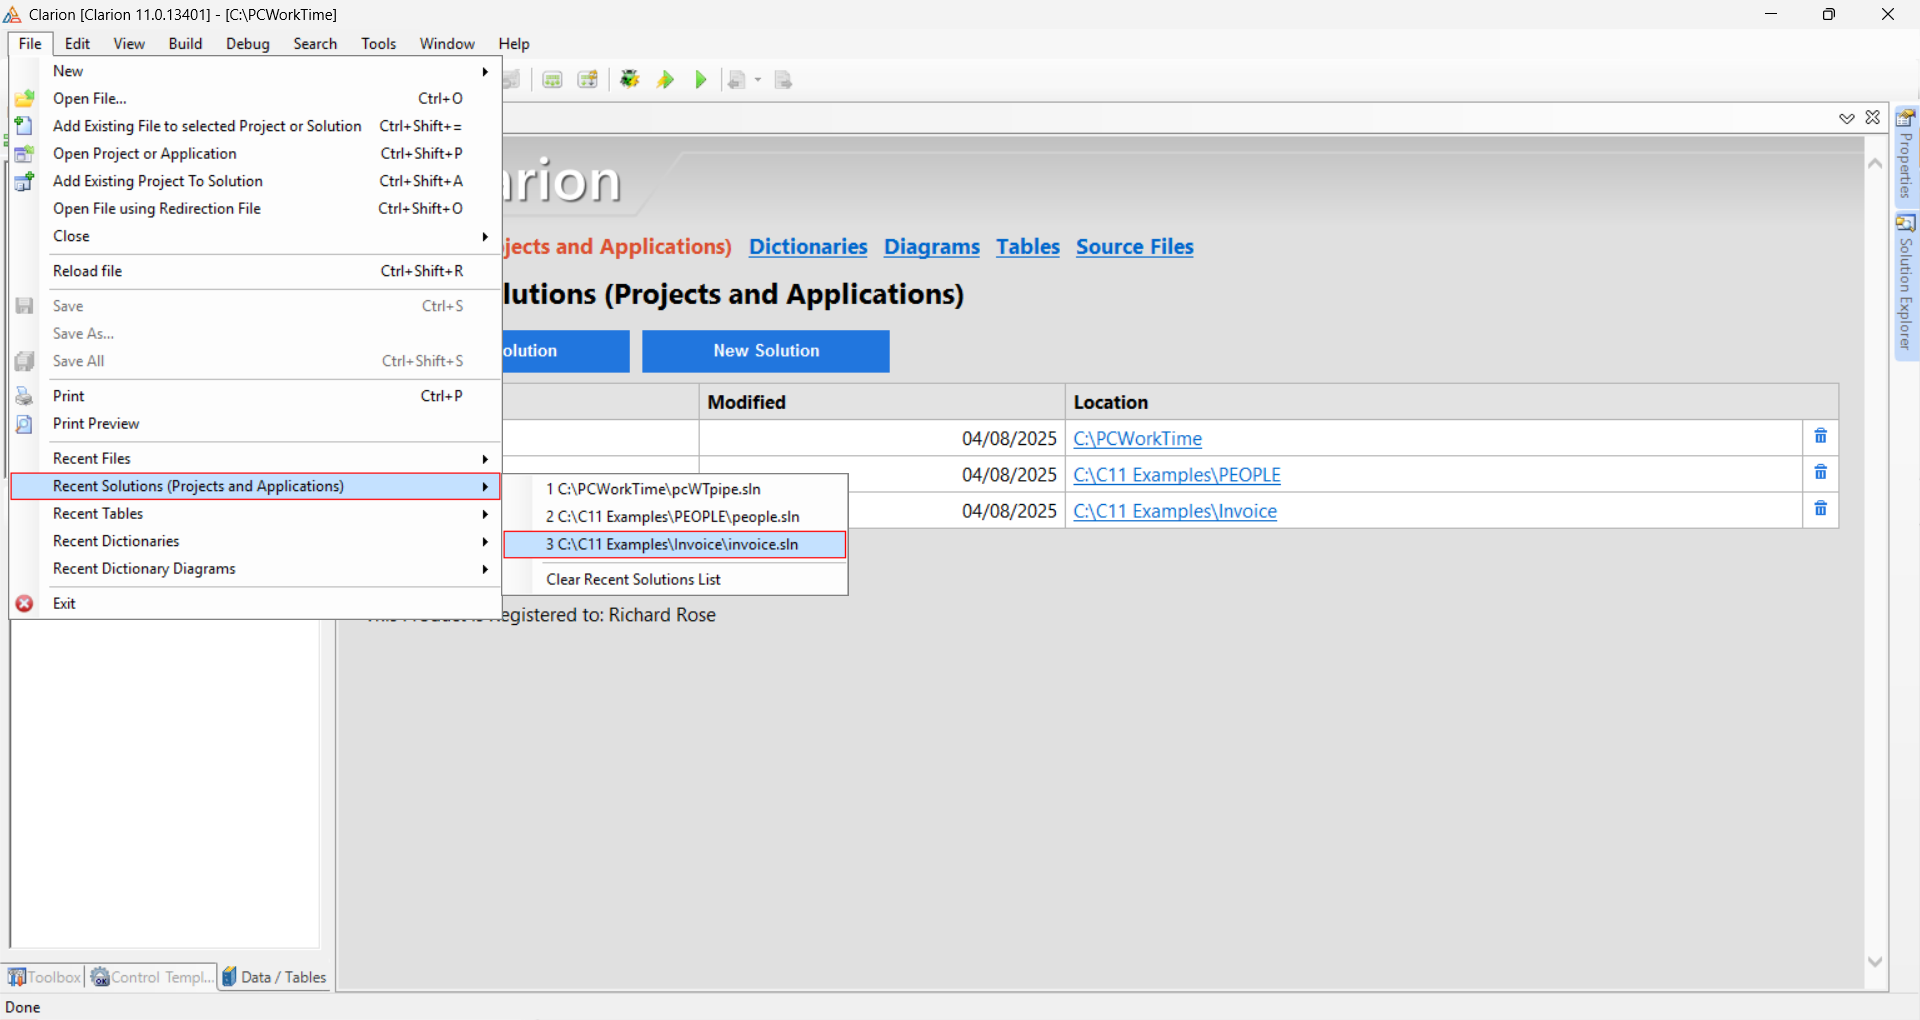 Clarion [Clarion 11.0.13401] - [C:\PCWorkTime]
File Edit View Build Debug Search Tools Window Help
New
Open File... Ctrl+O
Add Existing File to selected Project or Solution Ctrl+Shift+=
Open Project or Application Ctrl+Shift+P
Add Existing Project To Solution Ctrl+Shift+A
Open File using Redirection File Ctrl+Shift+O
Close
Reload file Ctrl+Shift+R
Save Ctrl+S
Save As...
Save All Ctrl+Shift+S
Print Ctrl+P
Print Preview
Recent Files
Recent Solutions (Projects and Applications)
Recent Tables
Recent Dictionaries
Recent Dictionary Diagrams
Exit
1 C:\PCWorkTime\pcWTpipe.sln
2 C:\C11 Examples\PEOPLE\people.sln
3 C:\C11 Examples\Invoice\invoice.sln
Clear Recent Solutions List
arion
jects and Applications) Dictionaries Diagrams Tables Source Files
lutions (Projects and Applications)
olution New Solution
Modified Location
04/08/2025 C:\PCWorkTime
04/08/2025 C:\C11 Examples\PEOPLE
04/08/2025 C:\C11 Examples\Invoice
egistered to: Richard Rose
Properties
Solution Explorer
Toolbox Control Templ... Data / Tables
Done